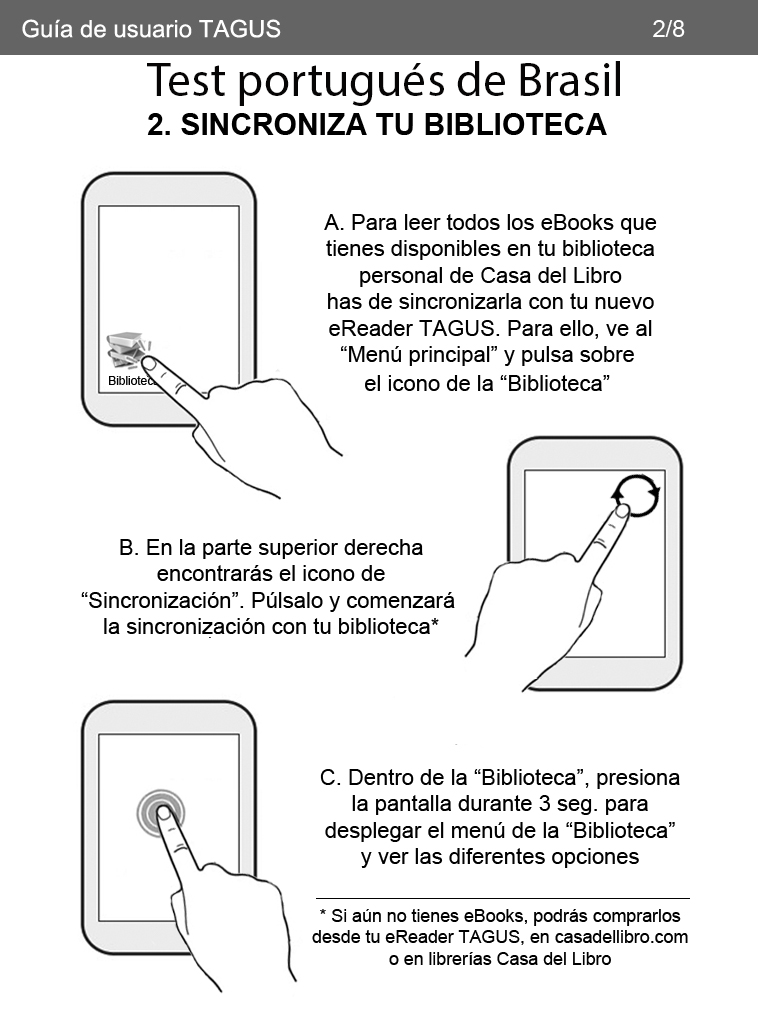 Guía de usuario TAGUS 2/8
Test portugués de Brasil
2. SINCRONIZA TU BIBLIOTECA
A. Para leer todos los eBooks que
tienes disponibles en tu biblioteca
personal de Casa del Libro
has de sincronizarla con tu nuevo
eReader TAGUS. Para ello, ve al
“Menú principal” y pulsa sobre
el icono de la “Biblioteca”
Bibliotec
B. En la parte superior derecha
encontrarás el icono de
“Sincronización”. Púlsalo y comenzará
la sincronización con tu biblioteca*
C. Dentro de la “Biblioteca”, presiona
la pantalla durante 3 seg. para
desplegar el menú de la “Biblioteca”
y ver las diferentes opciones
* Si aún no tienes eBooks, podrás comprarlos
desde tu eReader TAGUS, en casadellibro.com
o en librerías Casa del Libro